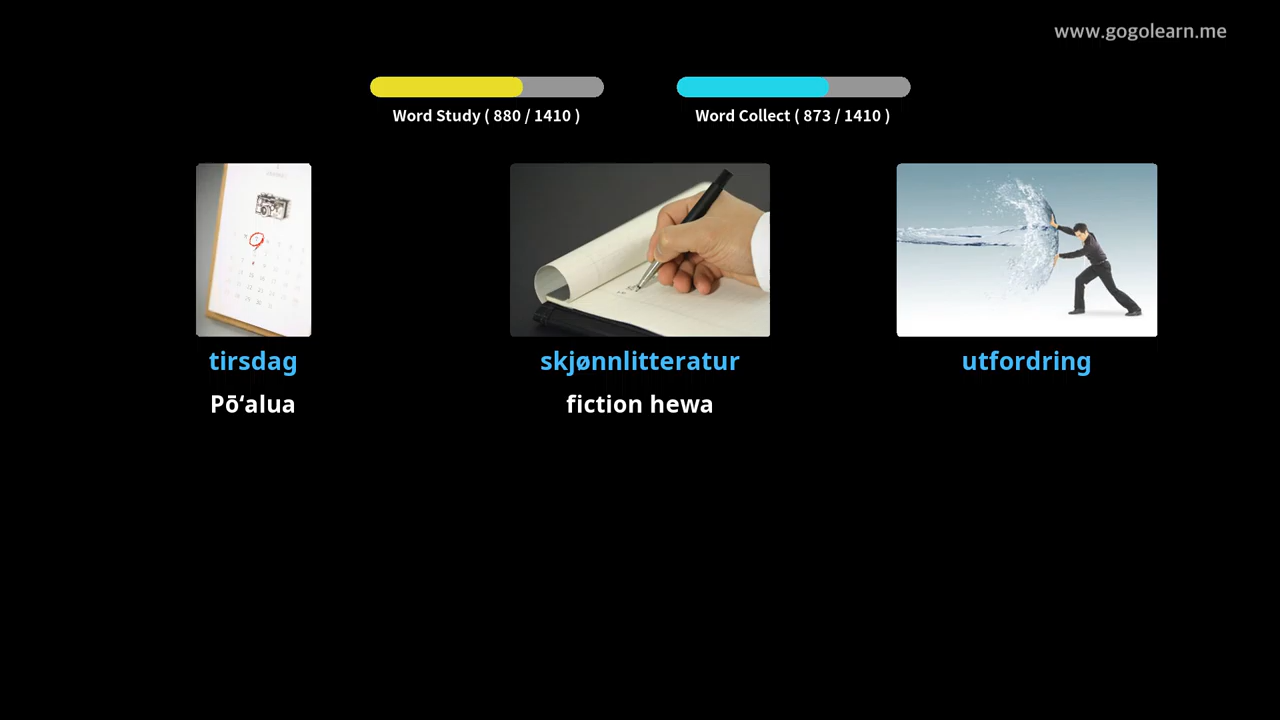 www.gogolearn.me
Word Study ( 880 / 1410 )
Word Collect ( 873 / 1410 )
tirsdag
skjønnlitteratur
utfordring
Pōʻalua
fiction hewa